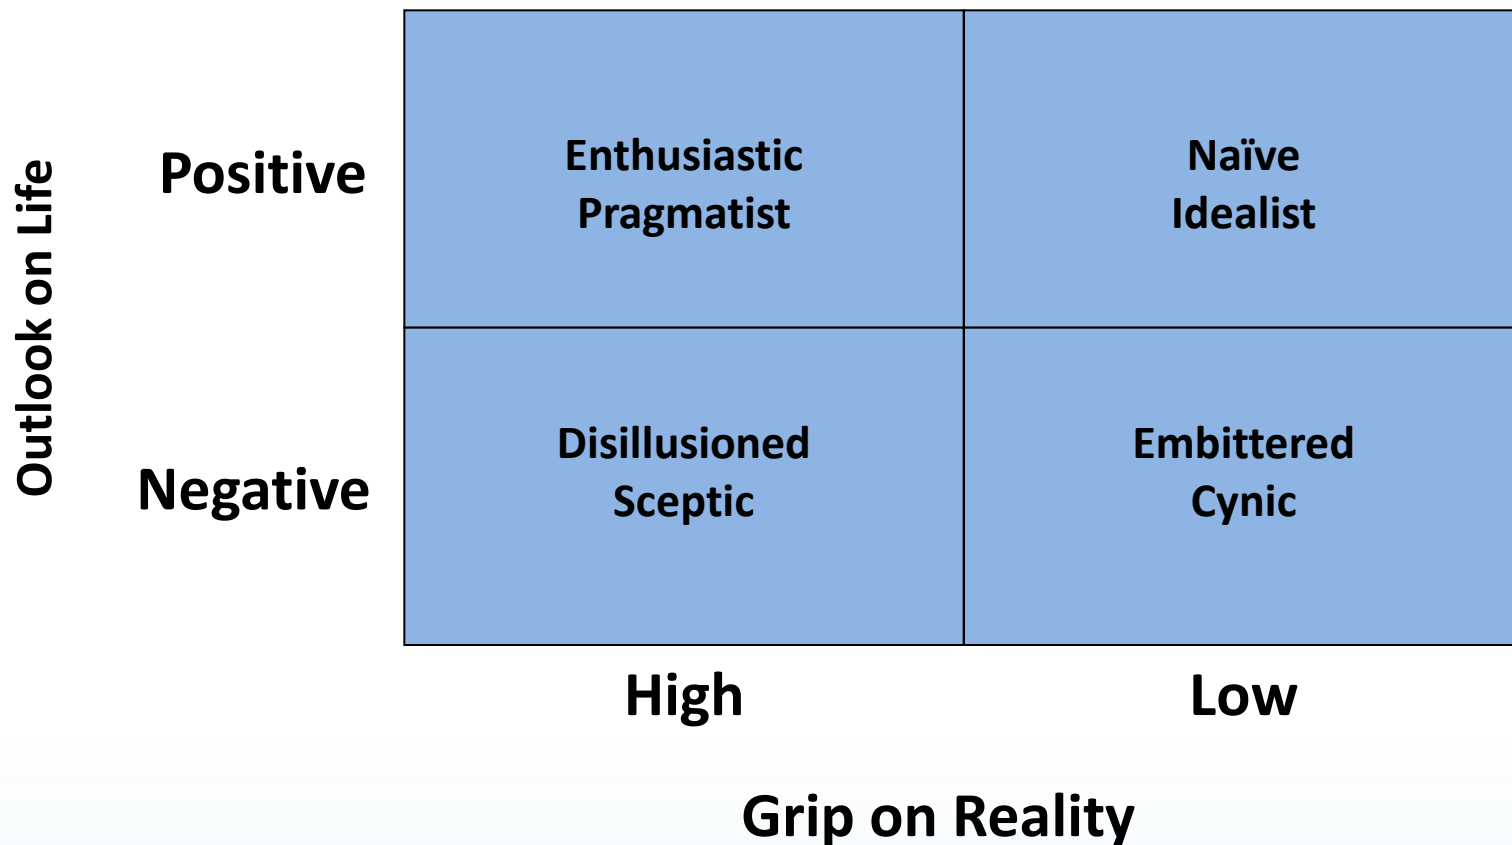 Outlook on Life
Positive
Enthusiastic
Pragmatist
Naïve
Idealist
Negative
Disillusioned
Sceptic
Embittered
Cynic
High
Low
Grip on Reality